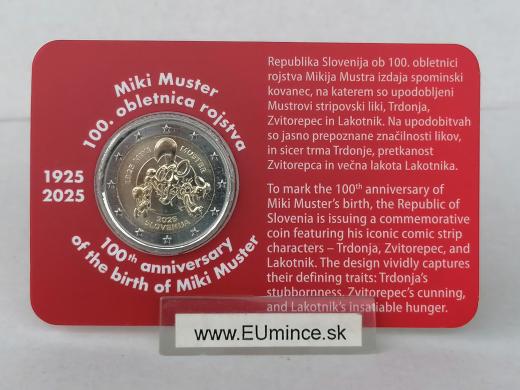 Miki Muster
100. obletnica rojstva
1925
2025
100th anniversary
of the birth of Miki Muster
1925 1925 MUSTER
2025
SLOVENIJA
Republika Slovenija ob 100. obletnici
rojstva Mikija Mustra izdaja spominski
kovanec, na katerem so upodobljeni
Mustrovi stripovski liki, Trdonja,
Zvitorepec in Lakotnik. Na upodobitvah
so jasno prepoznane značilnosti likov,
in sicer trma Trdonje, pretkanost
Zvitorepca in večna lakota Lakotnika.
To mark the 100th anniversary of
Miki Muster's birth, the Republic of
Slovenia is issuing a commemorative
coin featuring his iconic comic strip
characters – Trdonja, Zvitorepec, and
Lakotnik. The design vividly captures
their defining traits: Trdonja's
stubbornness, Zvitorepec's cunning,
and Lakotnik's insatiable hunger.
www.EUmince.sk